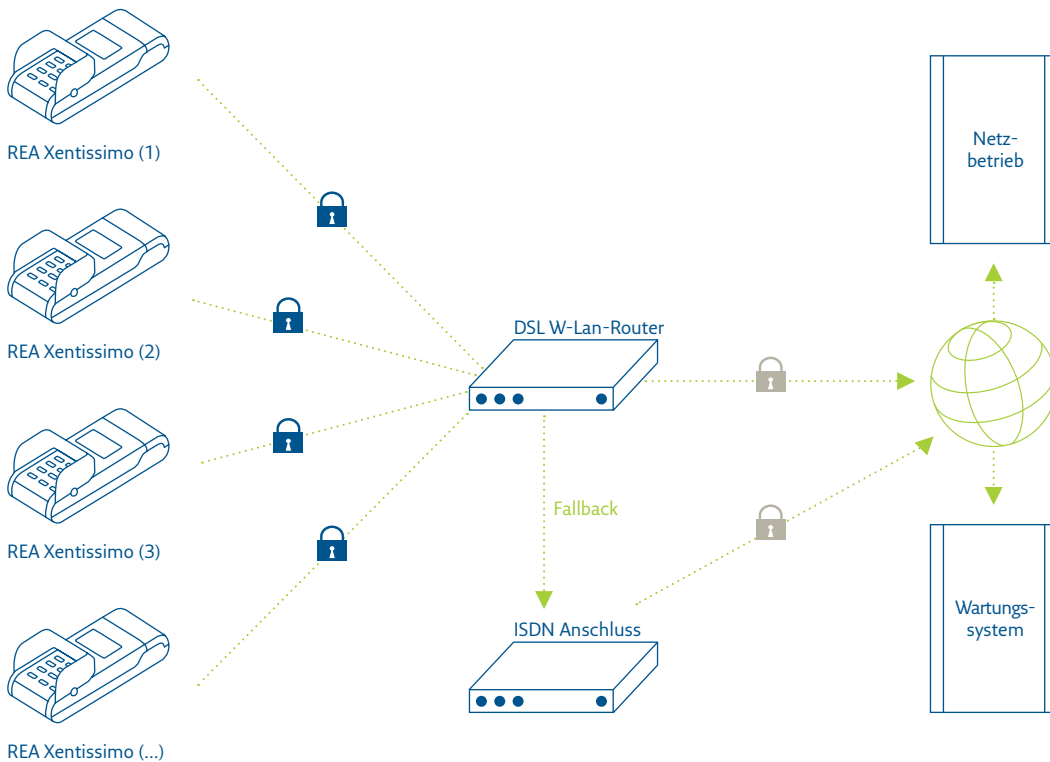 REA Xentissimo (1)
REA Xentissimo (2)
REA Xentissimo (3)
REA Xentissimo (...)
DSL W-Lan-Router
Fallback
ISDN Anschluss
Netz-
betrieb
Wartungs-
system